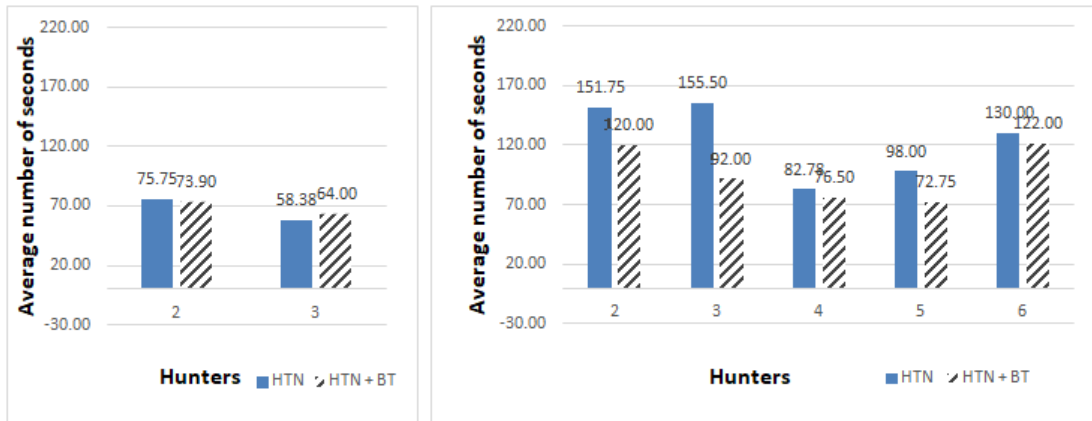 Average number of seconds
220.00
170.00
120.00
70.00
20.00
-30.00
75.75 73.90
58.38 64.00
2 3
Hunters
HTN HTN + BT
Average number of seconds
220.00
170.00
120.00
70.00
20.00
-30.00
151.75 120.00
155.50 92.00
82.78 76.50
98.00 72.75
130.00 122.00
2 3 4 5 6
Hunters
HTN HTN + BT